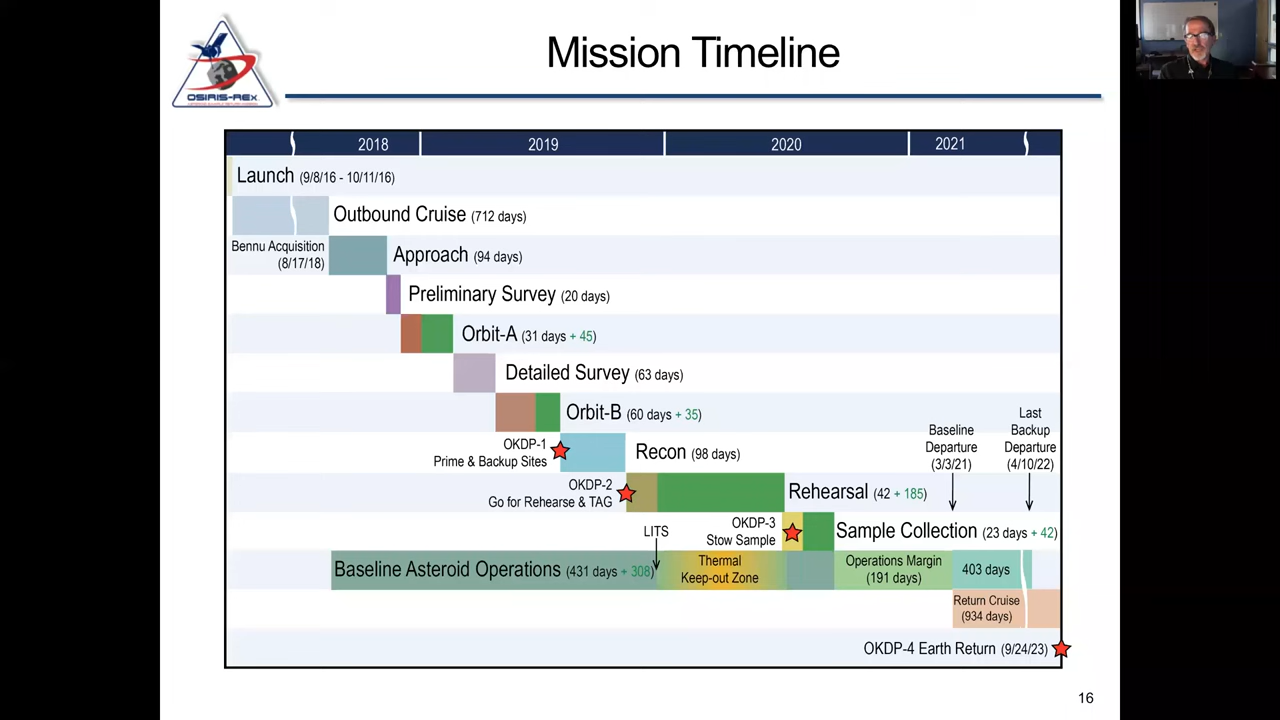 Mission Timeline
OSIRIS-REx
2018 2019 2020 2021
Launch (9/8/16 - 10/11/16)
Outbound Cruise (712 days)
Bennu Acquisition
(8/17/18)
Approach (94 days)
Preliminary Survey (20 days)
Orbit-A (31 days + 45)
Detailed Survey (63 days)
Orbit-B (60 days + 35)
OKDP-1
Prime & Backup Sites
Recon (98 days)
Baseline
Departure
(3/3/21)
Last
Backup
Departure
(4/10/22)
OKDP-2
Go for Rehearse & TAG
Rehearsal (42 + 185)
OKDP-3
Stow Sample
Sample Collection (23 days + 42)
LITS
Baseline Asteroid Operations (431 days + 308)
Thermal
Keep-out Zone
Operations Margin
(191 days)
403 days
Return Cruise
(934 days)
OKDP-4 Earth Return (9/24/23)
16